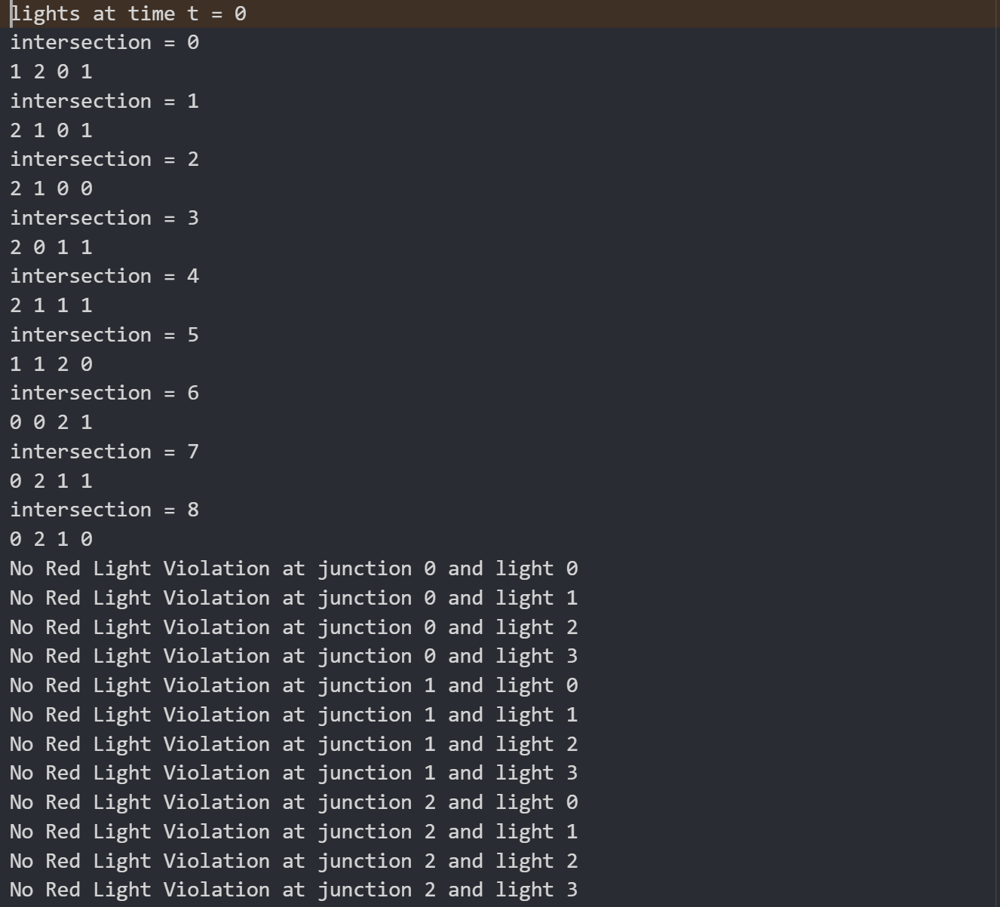 lights at time t = 0
intersection = 0
1 2 0 1
intersection = 1
2 1 0 1
intersection = 2
2 1 0 0
intersection = 3
2 0 1 1
intersection = 4
2 1 1 1
intersection = 5
1 1 2 0
intersection = 6
0 0 2 1
intersection = 7
0 2 1 1
intersection = 8
0 2 1 0
No Red Light Violation at junction 0 and light 0
No Red Light Violation at junction 0 and light 1
No Red Light Violation at junction 0 and light 2
No Red Light Violation at junction 0 and light 3
No Red Light Violation at junction 1 and light 0
No Red Light Violation at junction 1 and light 1
No Red Light Violation at junction 1 and light 2
No Red Light Violation at junction 1 and light 3
No Red Light Violation at junction 2 and light 0
No Red Light Violation at junction 2 and light 1
No Red Light Violation at junction 2 and light 2
No Red Light Violation at junction 2 and light 3